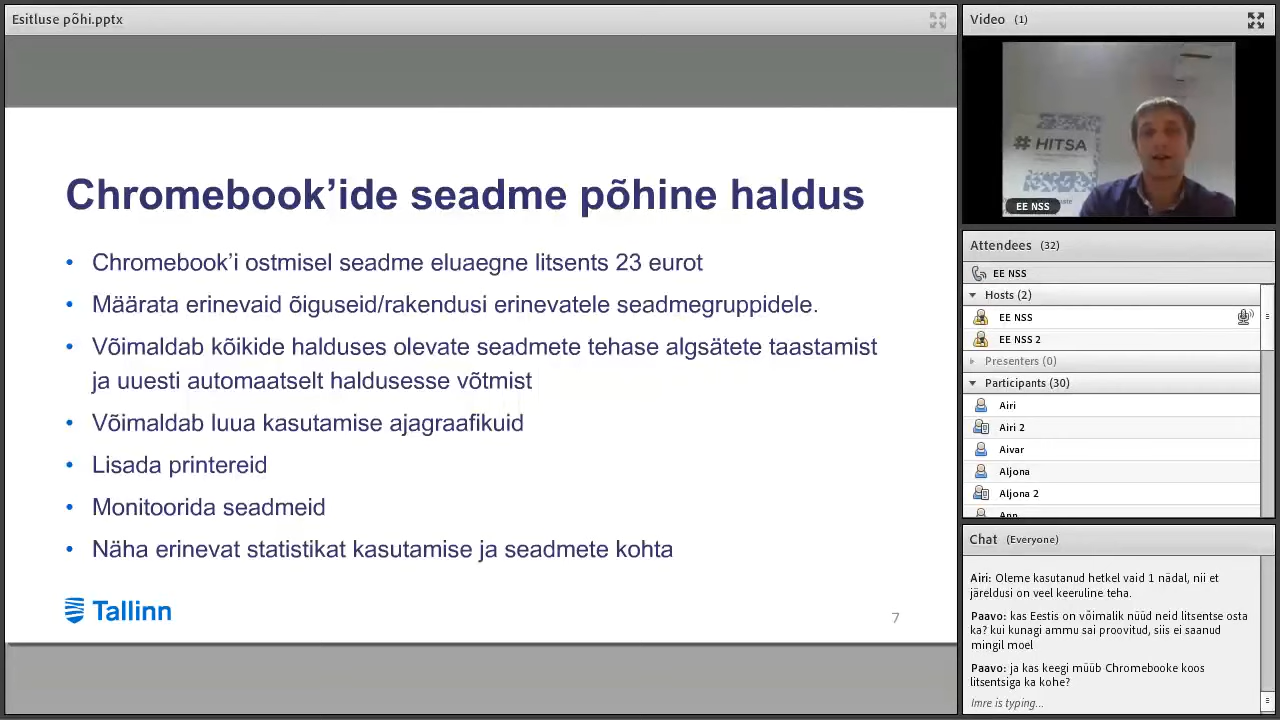 Esitluse põhi.pptx
Chromebook’ide seadme põhine haldus
• Chromebook’i ostmisel seadme eluaegne litsents 23 eurot
• Määrata erinevaid õiguseid/rakendusi erinevatele seadmegruppidele.
• Võimaldab kõikide halduses olevate seadmete tehase algsätete taastamist
ja uuesti automaatselt haldusesse võtmist
• Võimaldab luua kasutamise ajagraafikuid
• Lisada printereid
• Monitoorida seadmeid
• Näha erinevat statistikat kasutamise ja seadmete kohta
Tallinn
7
Video (1)
# HITSA
EE NSS
Attendees (32)
EE NSS
Hosts (2)
EE NSS
EE NSS 2
Presenters (0)
Participants (30)
Airi
Airi 2
Aivar
Aljona
Aljona 2
Ann
Chat (Everyone)
Airi: Oleme kasutanud hetkel vaid 1 nädal, nii et
järeldusi on veel keeruline teha.
Paavo: kas Eestis on võimalik nüüd neid litsentse osta
ka? kui kunagi ammu sai proovitud, siis ei saanud
mingil moel
Paavo: ja kas keegi müüb Chromebooke koos
litsentsiga ka kohe?
Imre is typing...